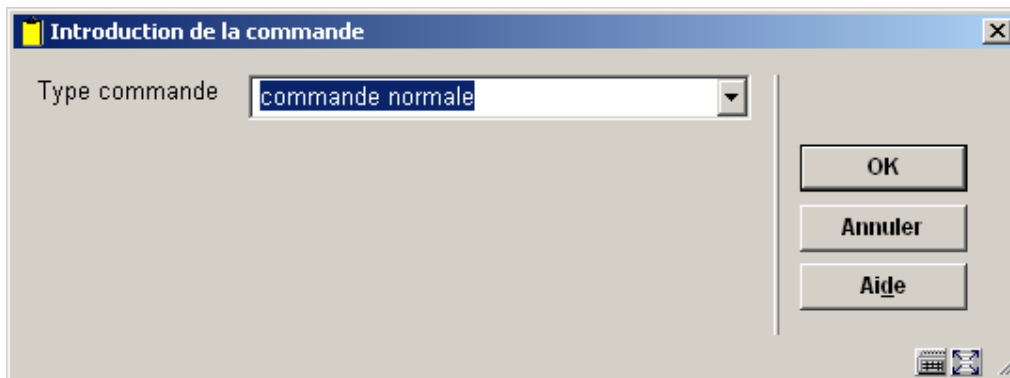 Introduction de la commande
Type commande commande normale
OK
Annuler
Aide